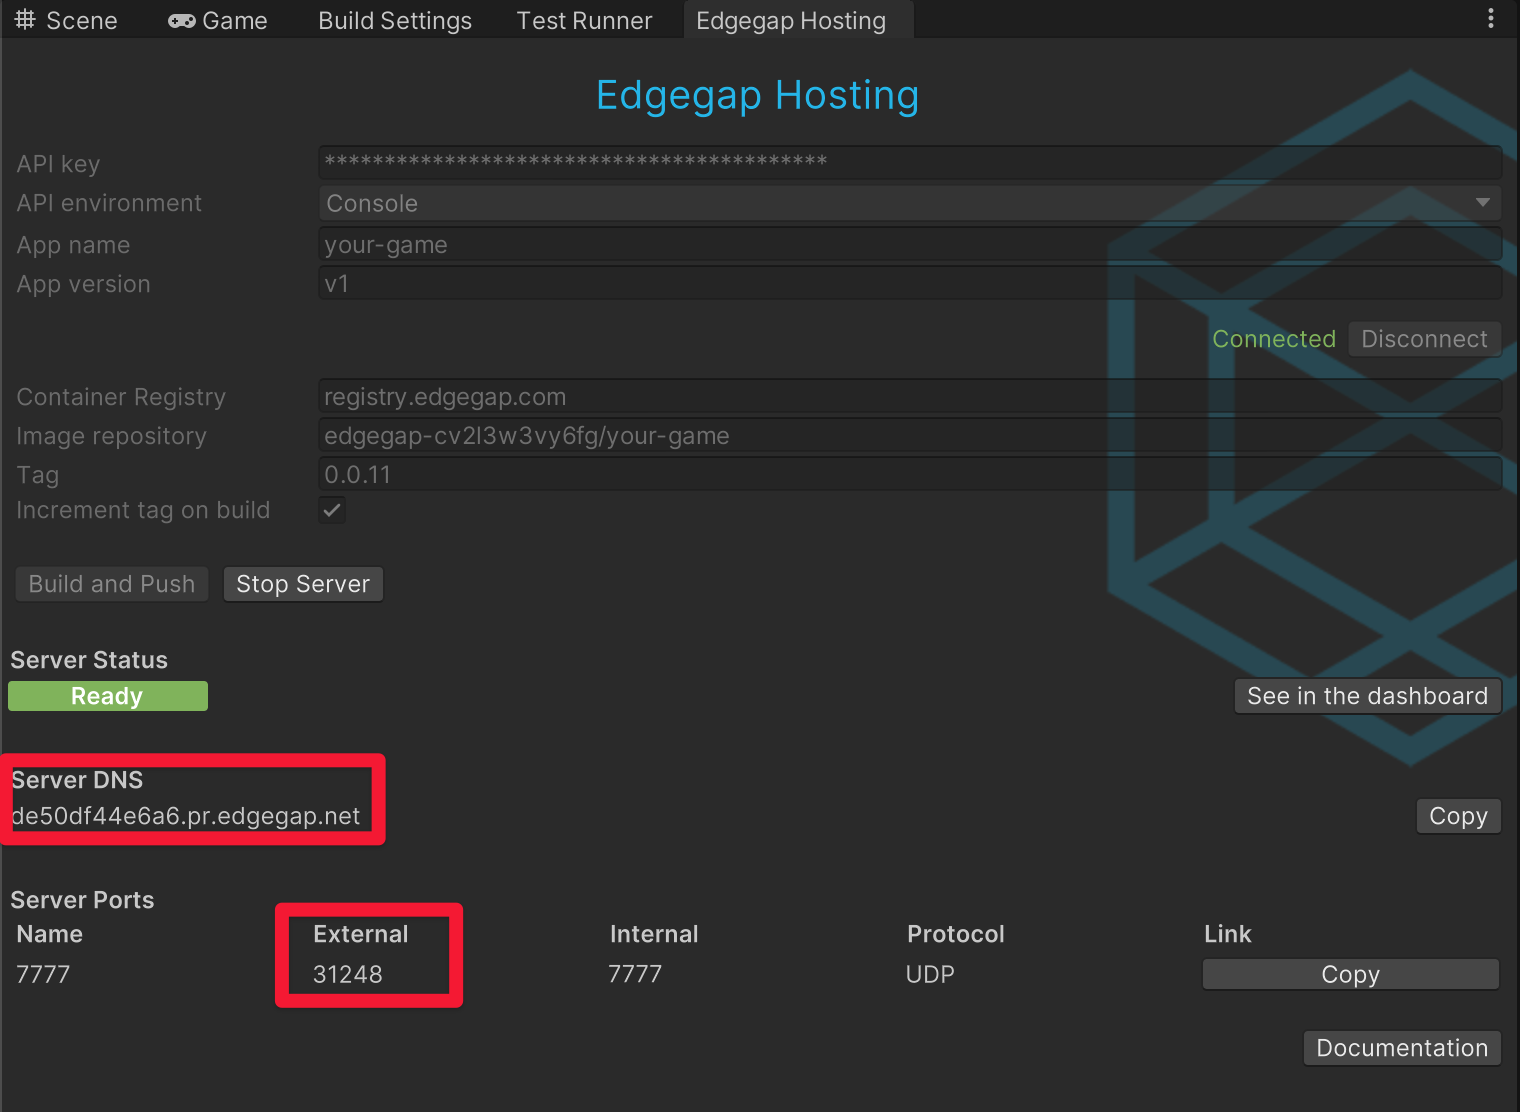 Scene Game Build Settings Test Runner Edgegap Hosting
Edgegap Hosting
API key ******************************************
API environment Console
App name your-game
App version v1
Connected Disconnect
Container Registry registry.edgegap.com
Image repository edgegap-cv2l3w3vy6fg/your-game
Tag 0.0.11
Increment tag on build
Build and Push Stop Server
Server Status
Ready See in the dashboard
Server DNS
de50df44e6a6.pr.edgegap.net Copy
Server Ports
Name External Internal Protocol Link
7777 31248 7777 UDP Copy
Documentation